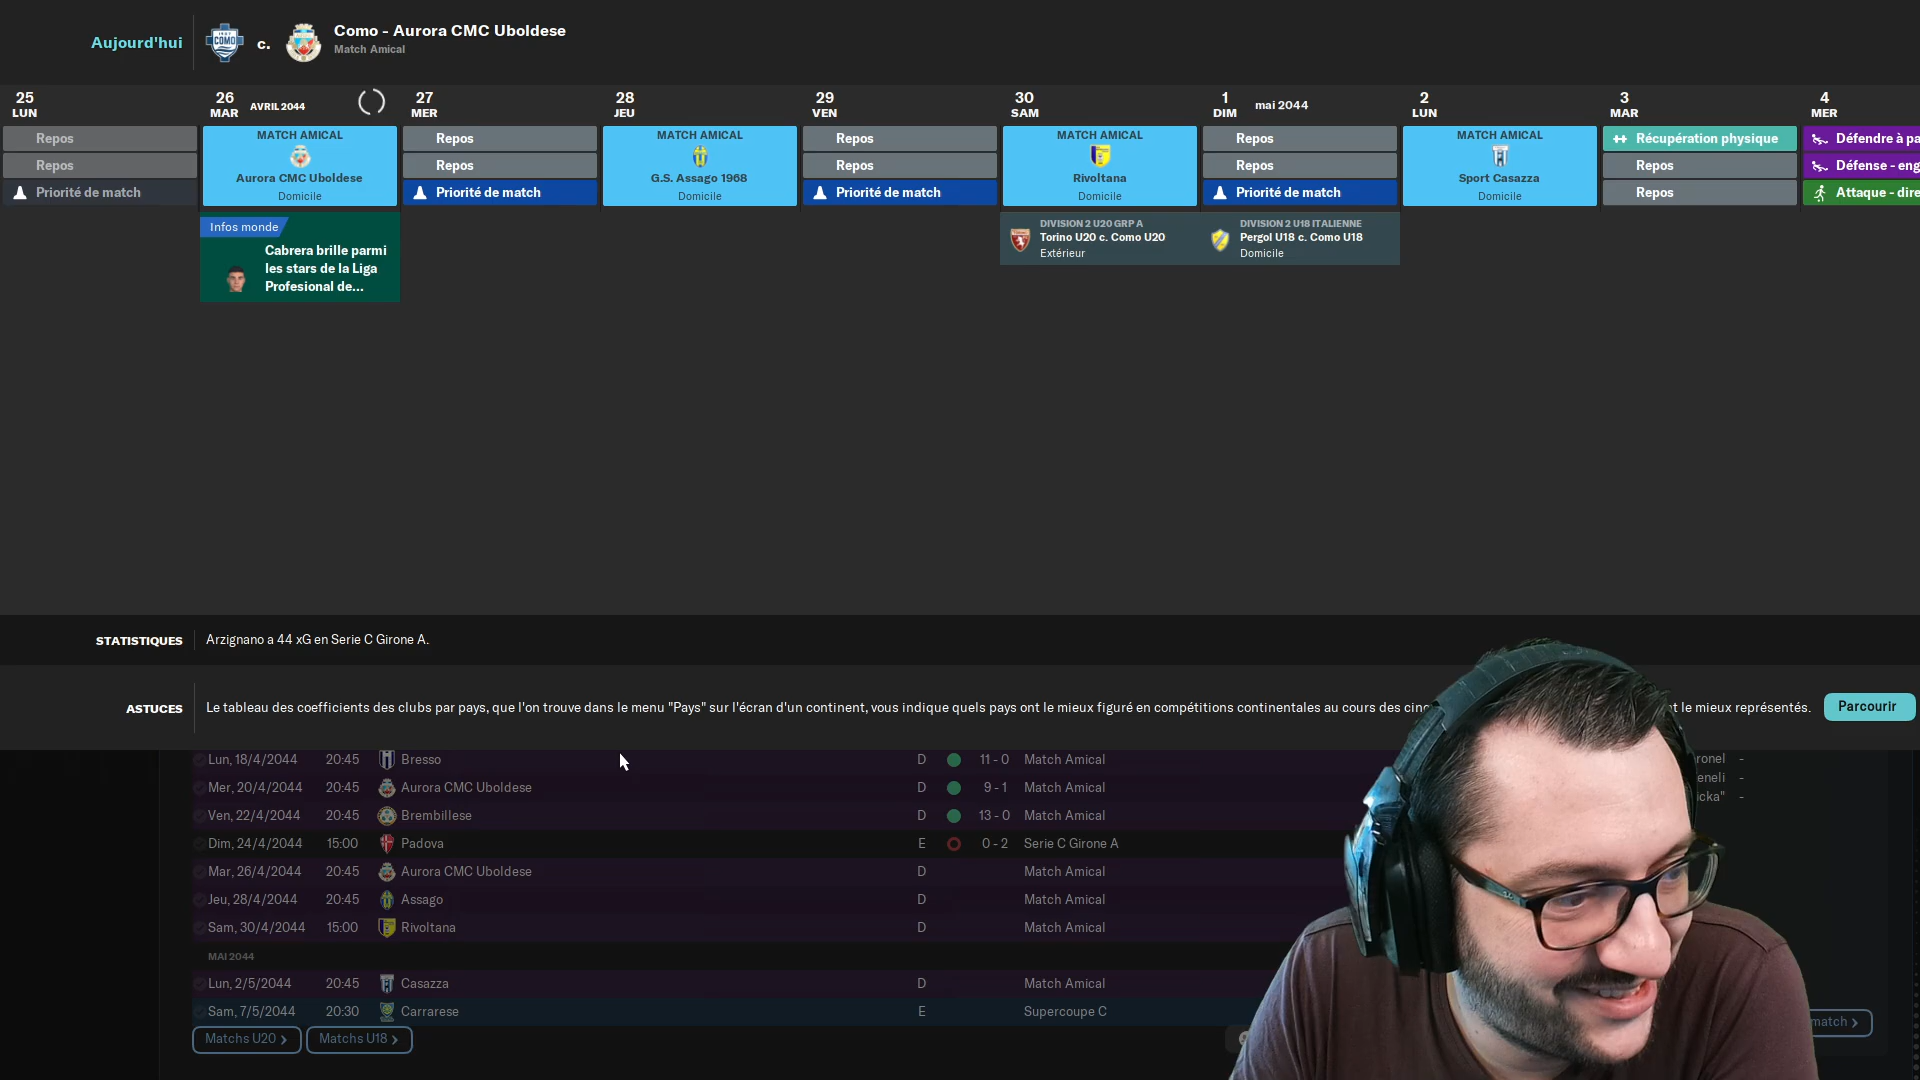 Aujourd'hui
c.
Como - Aurora CMC Uboldese
Match Amical
25 LUN
26 MAR AVRIL 2044
27 MER
28 JEU
29 VEN
30 SAM
1 DIM mai 2044
2 LUN
3 MAR
4 MER
Repos
Repos
Priorité de match
MATCH AMICAL
Aurora CMC Uboldese
Domicile
Repos
Repos
Priorité de match
MATCH AMICAL
G.S. Assago 1968
Domicile
Repos
Repos
Priorité de match
MATCH AMICAL
Rivoltana
Domicile
Repos
Repos
Priorité de match
MATCH AMICAL
Sport Casazza
Domicile
Récupération physique
Repos
Repos
Défendre à pa
Défense - eng
Attaque - dire
Infos monde
Cabrera brille parmi
les stars de la Liga
Profesional de...
DIVISION 2 U20 GRP A
Torino U20 c. Como U20
Extérieur
DIVISION 2 U18 ITALIENNE
Pergol U18 c. Como U18
Domicile
STATISTIQUES
Arzignano a 44 xG en Serie C Girone A.
ASTUCES
Le tableau des coefficients des clubs par pays, que l'on trouve dans le menu "Pays" sur l'écran d'un continent, vous indique quels pays ont le mieux figuré en compétitions continentales au cours des cinq t le mieux représentés.
Parcourir
Lun, 18/4/2044 20:45 Bresso D 11 - 0 Match Amical
Mer, 20/4/2044 20:45 Aurora CMC Uboldese D 9 - 1 Match Amical
Ven, 22/4/2044 20:45 Brembillese D 13 - 0 Match Amical
Dim, 24/4/2044 15:00 Padova E 0 - 2 Serie C Girone A
Mar, 26/4/2044 20:45 Aurora CMC Uboldese D Match Amical
Jeu, 28/4/2044 20:45 Assago D Match Amical
Sam, 30/4/2044 15:00 Rivoltana D Match Amical
MAI 2044
Lun, 2/5/2044 20:45 Casazza D Match Amical
Sam, 7/5/2044 20:30 Carrarese E Supercoupe C
ronel -
eneli -
icka" -
Matchs U20 >
Matchs U18 >
match >